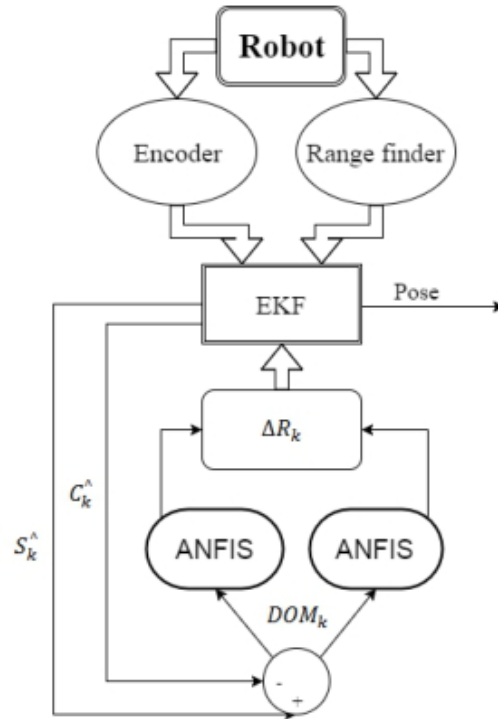 Robot
Encoder
Range finder
EKF
Pose
ΔR_k
C_k^
S_k^
ANFIS
ANFIS
DOM_k
-
+